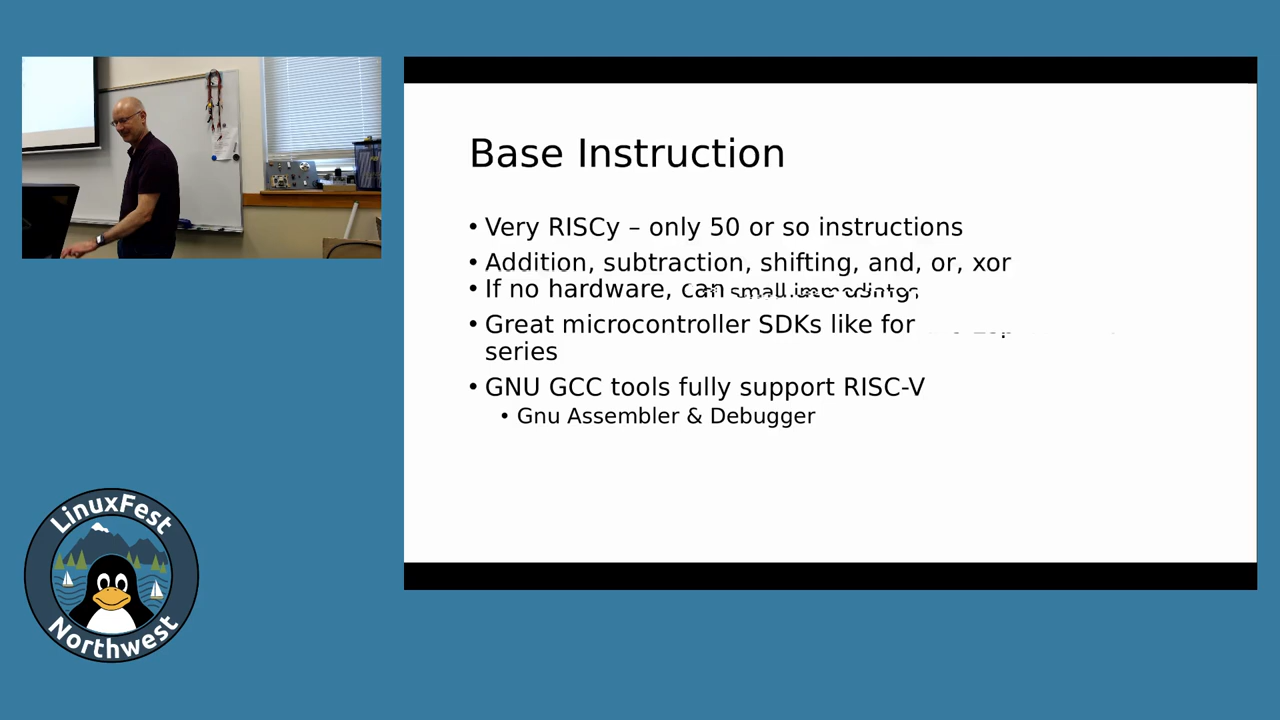 Base Instruction
• Very RISCy – only 50 or so instructions
• Addition, subtraction, shifting, and, or, xor
• If no hardware, can small
• Great microcontroller SDKs like for
series
• GNU GCC tools fully support RISC-V
• Gnu Assembler & Debugger
LinuxFest
Northwest